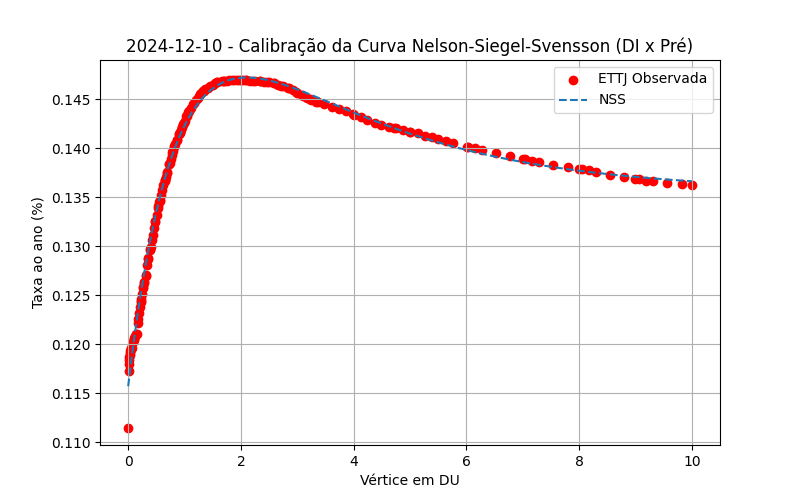 2024-12-10 - Calibração da Curva Nelson-Siegel-Svensson (DI x Pré)
ETTJ Observada
NSS
Taxa ao ano (%)
0.145
0.140
0.135
0.130
0.125
0.120
0.115
0.110
0 2 4 6 8 10
Vértice em DU